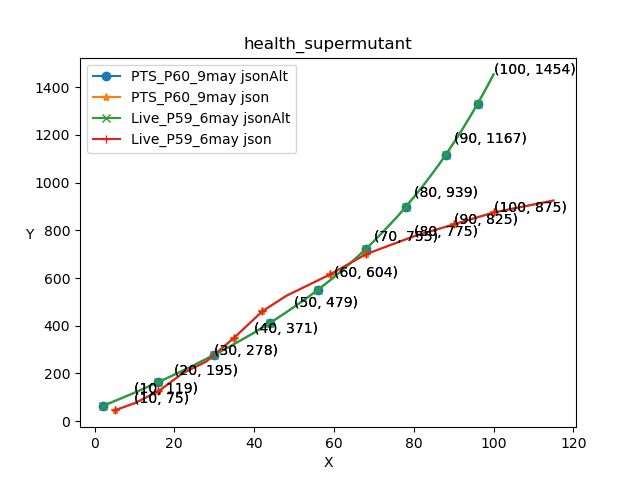 health_supermutant
PTS_P60_9may jsonAlt
PTS_P60_9may json
Live_P59_6may jsonAlt
Live_P59_6may json
(100, 1454)
(90, 1167)
(80, 939)
(100, 875)
(90, 825)
(80, 775)
(70,
(60, 604)
(50, 479)
(40, 371)
(30, 278)
(20, 195)
(10, 119)
(10, 75)
Y
1400
1200
1000
800
600
400
200
0
0 20 40 60 80 100 120
X